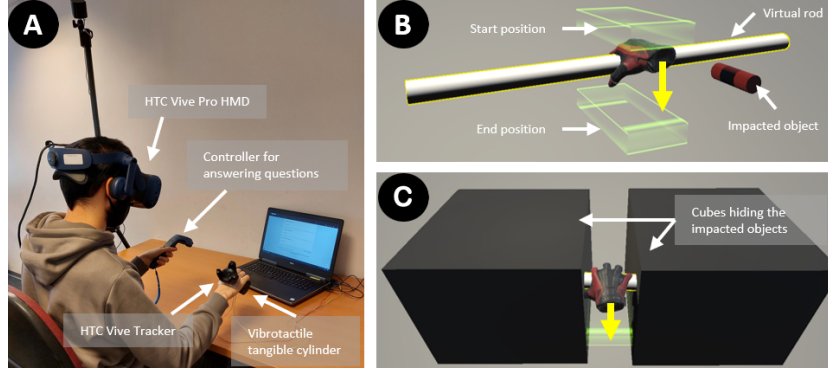 A
HTC Vive Pro HMD
Controller for
answering questions
HTC Vive Tracker
Vibrotactile
tangible cylinder
B
Start position
Virtual rod
End position
Impacted object
C
Cubes hiding the
impacted objects